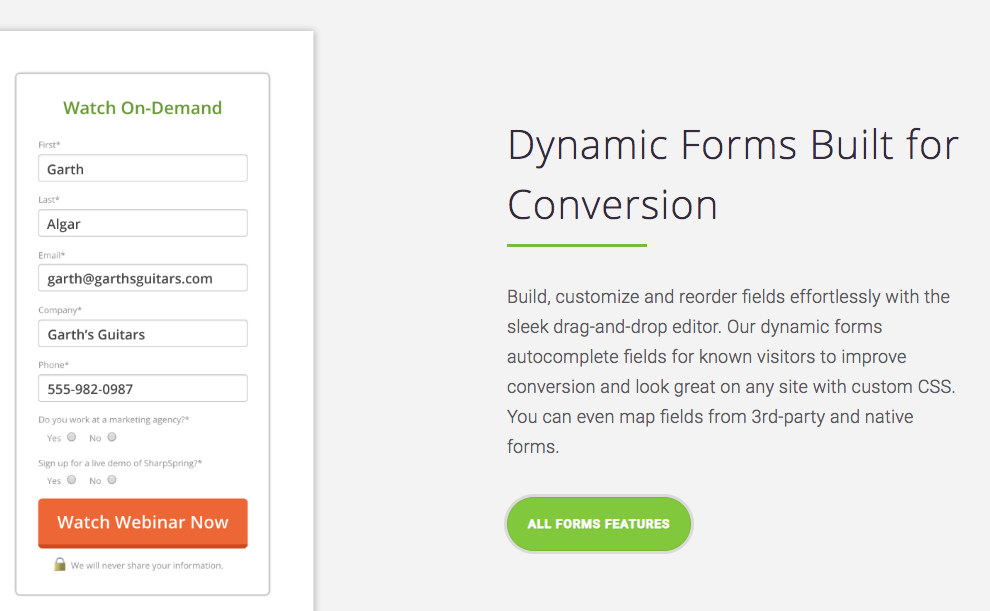 Watch On-Demand
First*
Garth
Last*
Algar
Email*
garth@garthsguitars.com
Company*
Garth's Guitars
Phone*
555-982-0987
Do you work at a marketing agency?*
Yes No
Sign up for a live demo of SharpSpring?*
Yes No
Watch Webinar Now
We will never share your information.
Dynamic Forms Built for
Conversion
Build, customize and reorder fields effortlessly with the
sleek drag-and-drop editor. Our dynamic forms
autocomplete fields for known visitors to improve
conversion and look great on any site with custom CSS.
You can even map fields from 3rd-party and native
forms.
ALL FORMS FEATURES